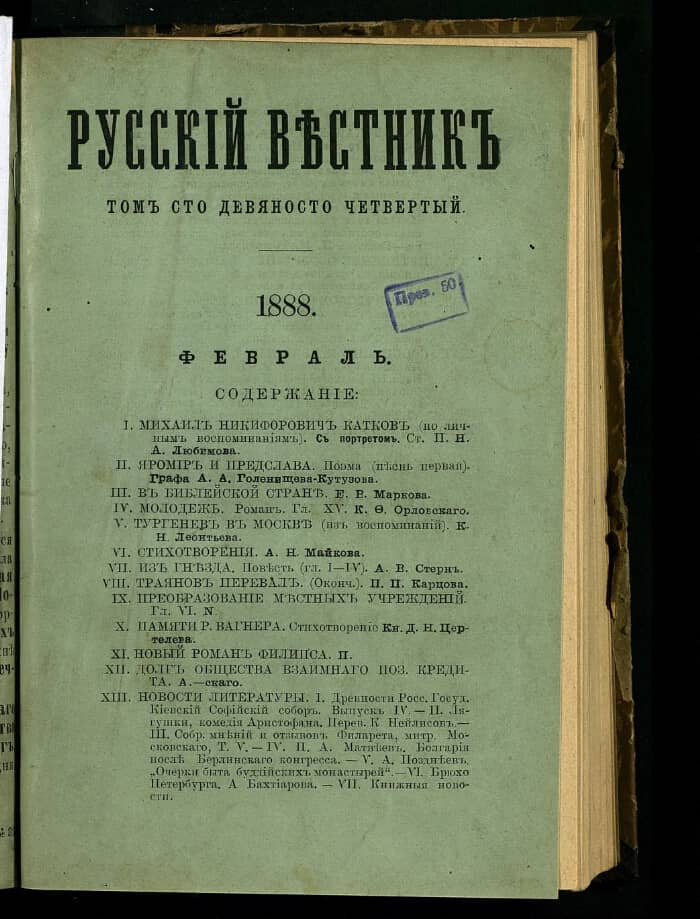 РУССКІЙ ВѢСТНИКЪ
ТОМЪ СТО ДЕВЯНОСТО ЧЕТВЕРТЫЙ.
1888.
През. 50
ФЕВРАЛЬ.
СОДЕРЖАНІЕ:
I. МИХАИЛЪ НИКИФОРОВИЧЪ КАТКОВЪ (по лич-
нымъ воспоминаніямъ). Съ портретомъ. Ст. П. Н.
А. Любимова.
II. ЯРОМІРЪ И ПРЕДСЛАВА. Поэма (пѣснь первая).
Графа А. А. Голенищева-Кутузова.
III. ВЪ БИБЛЕЙСКОЙ СТРАНѢ. Е. В. Маркова.
IV. МОЛОДЕЖЬ. Романъ. Гл. XV. К. Ѳ. Орловскаго.
V. ТУРГЕНЕВЪ ВЪ МОСКВѢ (изъ воспоминаній). К.
Н. Леонтьева.
VI. СТИХОТВОРЕНІЯ. А. Н. Майкова.
VII. ИЗЪ ГНѢЗДА. Повѣсть (гл. I—IV). А. В. Стернъ.
VIII. ТРАЯНОВЪ ПЕРЕВАЛЪ. (Оконч.). П. П. Карцова.
IX. ПРЕОБРАЗОВАНІЕ МѢСТНЫХЪ УЧРЕЖДЕНІЙ.
Гл. VI. N.
X. ПАМЯТИ Р. ВАГНЕРА. Стихотвореніе Кн. Д. Н. Цер-
телева.
XI. НОВЫЙ РОМАНЪ ФИЛИПСА. П.
XII. ДОЛГЪ ОБЩЕСТВА ВЗАИМНАГО ПОЗ. КРЕДИ-
ТА. А.—скаго.
XIII. НОВОСТИ ЛИТЕРАТУРЫ. I. Древности Росс. Госуд.
Кіевскій Софійскій соборъ. Выпускъ IV. — II. Ля-
гушки, комедія Аристофана. Перев. К. Нейлисовъ.—
III. Собр. мнѣній и отзывовъ Филарета, митр. Мо-
сковскаго, Т. V. — IV. П. А. Матвѣевъ. Болгарія
послѣ Берлинскаго конгресса. — V. А. Позднѣевъ.
„Очерки быта буддійскихъ монастырей“.—VI. Брюхо
Петербурга. А. Бахтіарова. — VII. Книжныя ново-
сти.